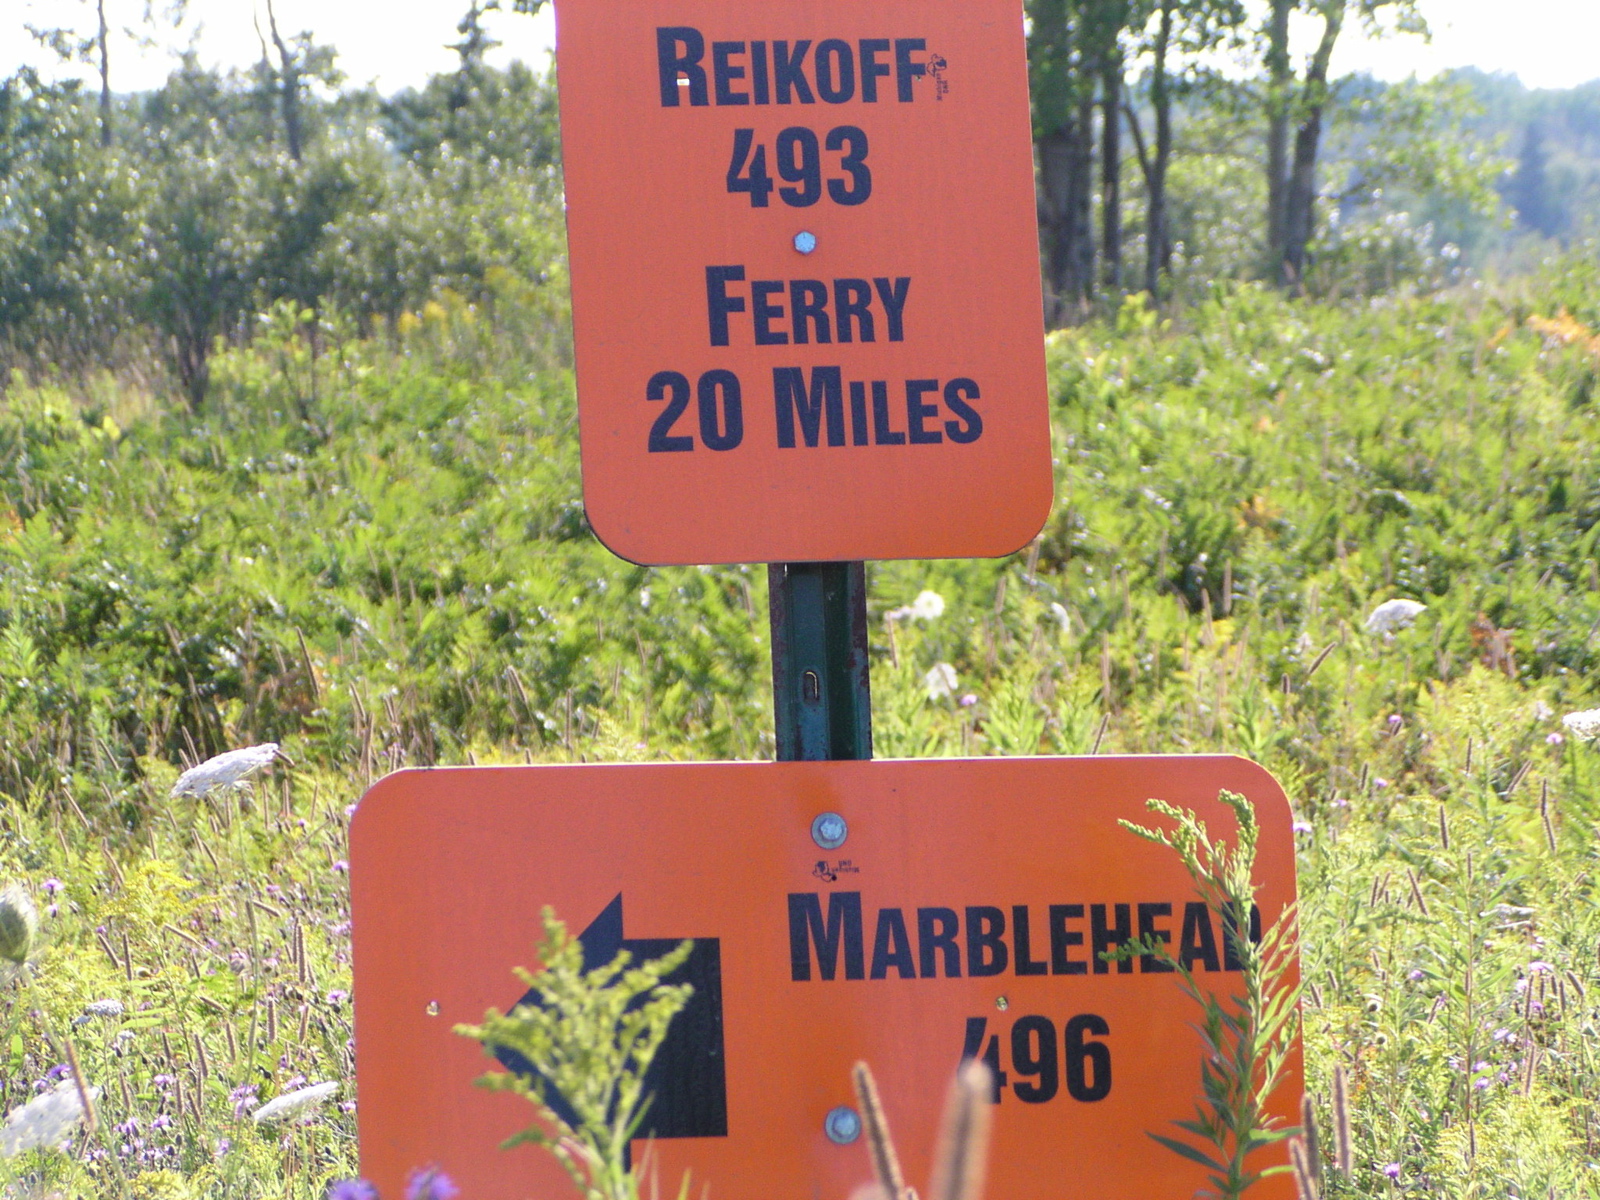 REIKOFF
493
FERRY
20 MILES
MARBLEHEAD
496